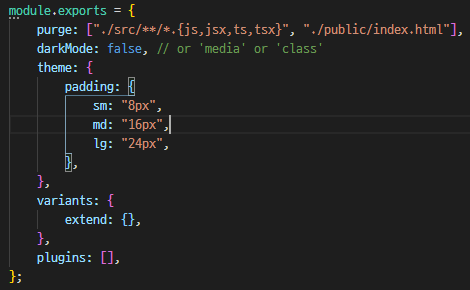 module.exports = {
    purge: ["./src/**/*.{js,jsx,ts,tsx}", "./public/index.html"],
    darkMode: false, // or 'media' or 'class'
    theme: {
        padding: {
            sm: "8px",
            md: "16px",
            lg: "24px",
        },
    },
    variants: {
        extend: {},
    },
    plugins: [],
};